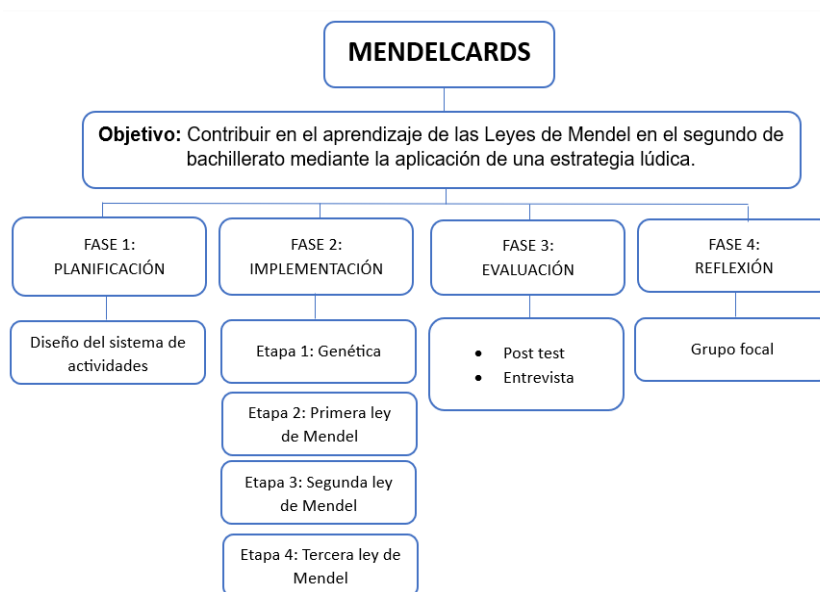 MENDELCARDS
Objetivo: Contribuir en el aprendizaje de las Leyes de Mendel en el segundo de
bachillerato mediante la aplicación de una estrategia lúdica.
FASE 1:
PLANIFICACIÓN
Diseño del sistema de
actividades
FASE 2:
IMPLEMENTACIÓN
Etapa 1: Genética
Etapa 2: Primera ley
de Mendel
Etapa 3: Segunda ley
de Mendel
Etapa 4: Tercera ley de
Mendel
FASE 3:
EVALUACIÓN
• Post test
• Entrevista
FASE 4:
REFLEXIÓN
Grupo focal